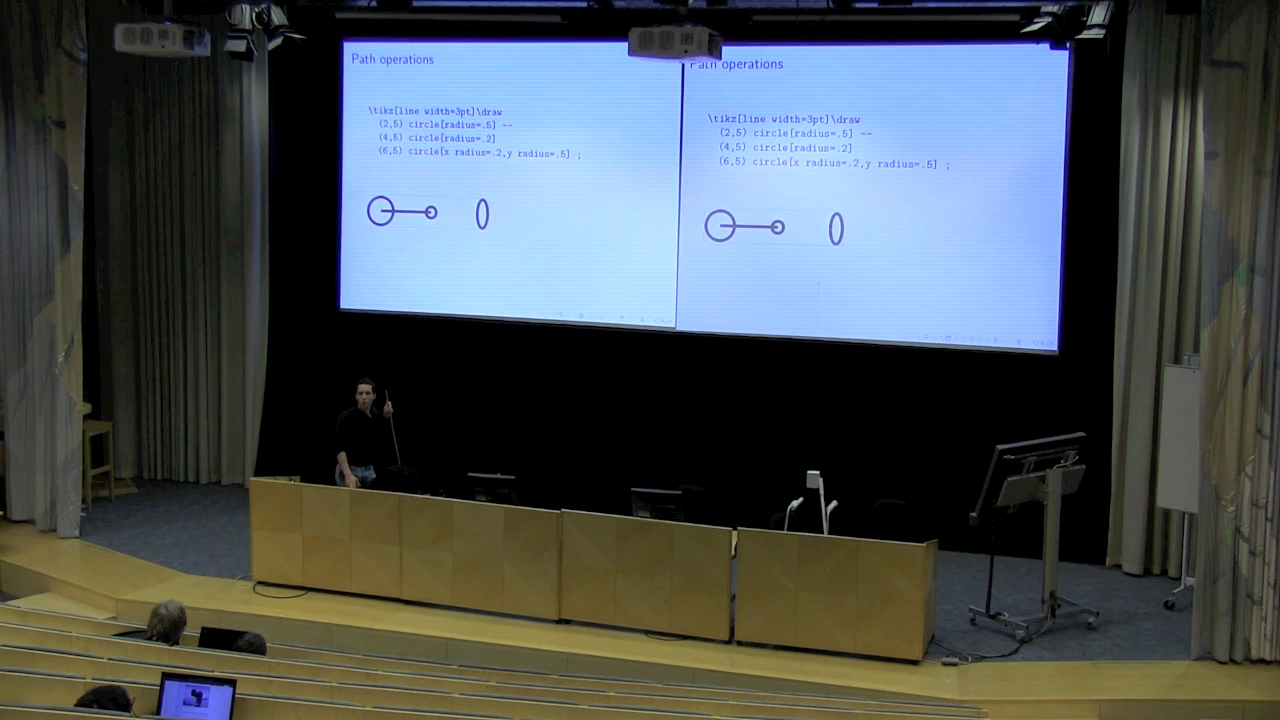 Path operations
\tikz[line width=3pt]\draw
(2,5) circle[radius=.5] --
(4,5) circle[radius=.2]
(6,5) circle[x radius=.2,y radius=.5] ;
Path operations
\tikz[line width=3pt]\draw
(2,5) circle[radius=.5] --
(4,5) circle[radius=.2]
(6,5) circle[x radius=.2,y radius=.5] ;